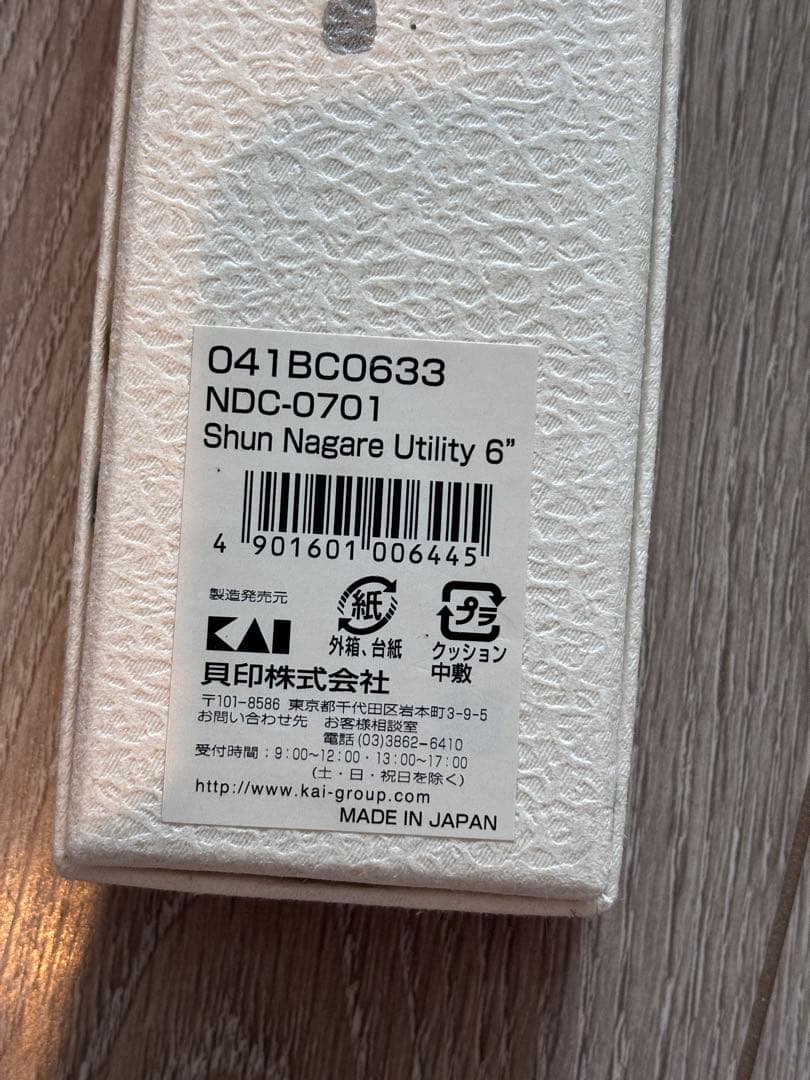 041BC0633
NDC-0701
Shun Nagare Utility 6”
4 901601 006445
製造発売元
KAI
貝印株式会社
紙
外箱、台紙
プラ
クッション
中敷
〒101-8586 東京都千代田区岩本町3-9-5
お問い合わせ先 お客様相談室
電話(03)3862-6410
受付時間：9:00～12:00・13:00～17:00
(土・日・祝日を除く)
http://www.kai-group.com
MADE IN JAPAN